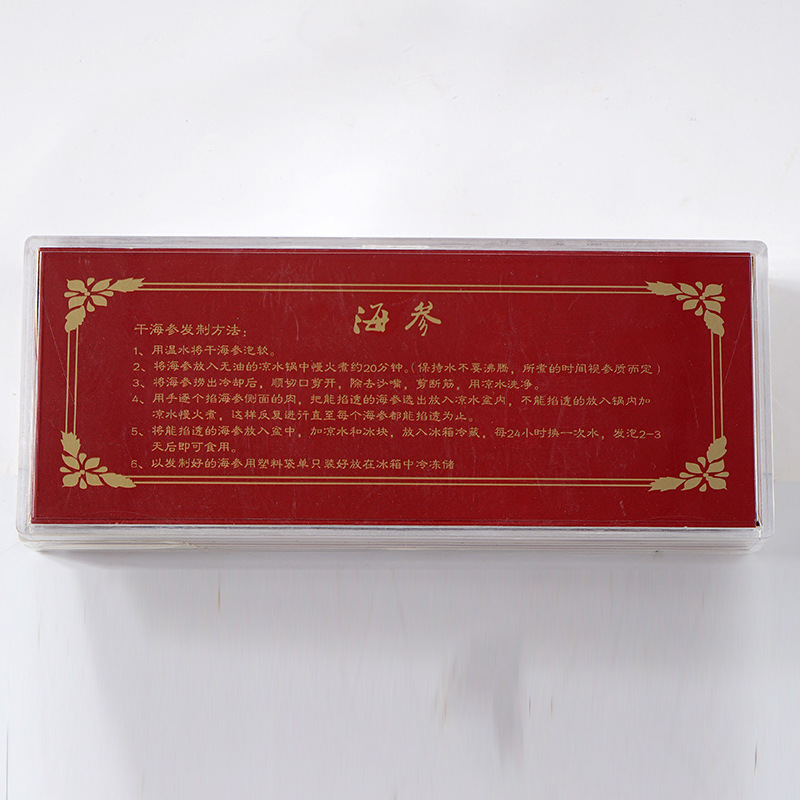 海参
干海参发制方法：
1、用温水将干海参泡软。
2、将海参放入无油的凉水锅中慢火煮约20分钟。（保持水不要沸腾，所煮的时间视参质而定）
3、将海参捞出冷却后，顺切口剪开，除去沙嘴，剪断筋，用凉水洗净。
4、用手逐个掐海参侧面的肉，把能掐透的海参选出放入凉水盆内，不能掐透的放入锅内加
凉水慢火煮，这样反复进行直至每个海参都能掐透为止。
5、将能掐透的海参放入盆中，加凉水和冰块，放入冰箱冷藏，每24小时换一次水，发泡2-3
天后即可食用。
6、以发制好的海参用塑料袋单只装好放在冰箱中冷冻储